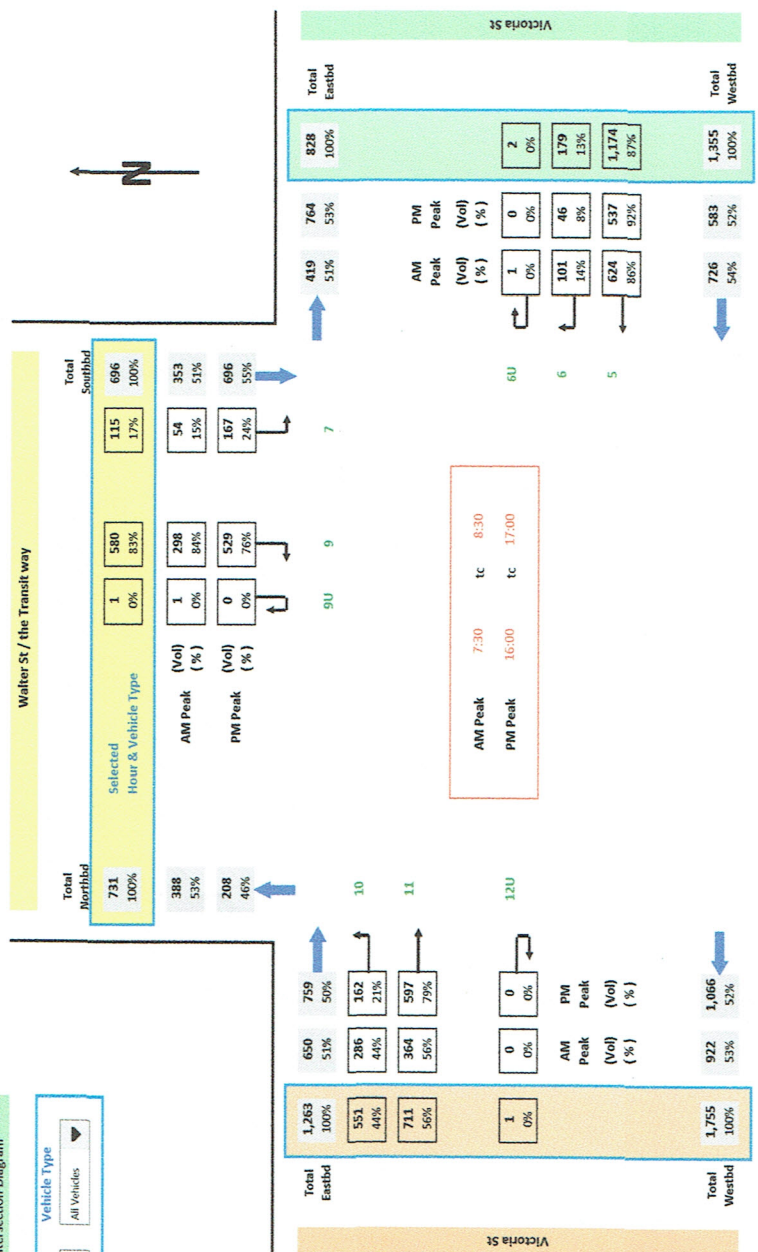 ersection Diagram
Vehicle Type
All Vehicles
Walter St / the Transit way
Total
Northbd
731
100%
Selected
Hour & Vehicle Type
1
0%
580
83%
115
17%
Total
Southbd
696
100%
388
53%
AM Peak
(Vol)
( % )
1
0%
298
84%
54
15%
353
51%
208
46%
PM Peak
(Vol)
( % )
0
0%
529
76%
167
24%
696
55%
9U
9
7
N
Victoria St
Total
Eastbd
1,263
100%
650
51%
759
50%
551
44%
286
44%
162
21%
10
711
56%
364
56%
597
79%
11
1
0%
0
0%
0
0%
12U
AM
Peak
(Vol)
( % )
PM
Peak
(Vol)
( % )
Total
Westbd
1,755
100%
922
53%
1,066
52%
AM Peak
7:30
tc
8:30
PM Peak
16:00
tc
17:00
419
51%
764
53%
828
100%
Total
Eastbd
AM
Peak
(Vol)
( % )
PM
Peak
(Vol)
( % )
6U
1
0%
0
0%
2
0%
6
101
14%
46
8%
179
13%
5
624
86%
537
92%
1,174
87%
726
54%
583
52%
1,355
100%
Total
Westbd
Victoria St